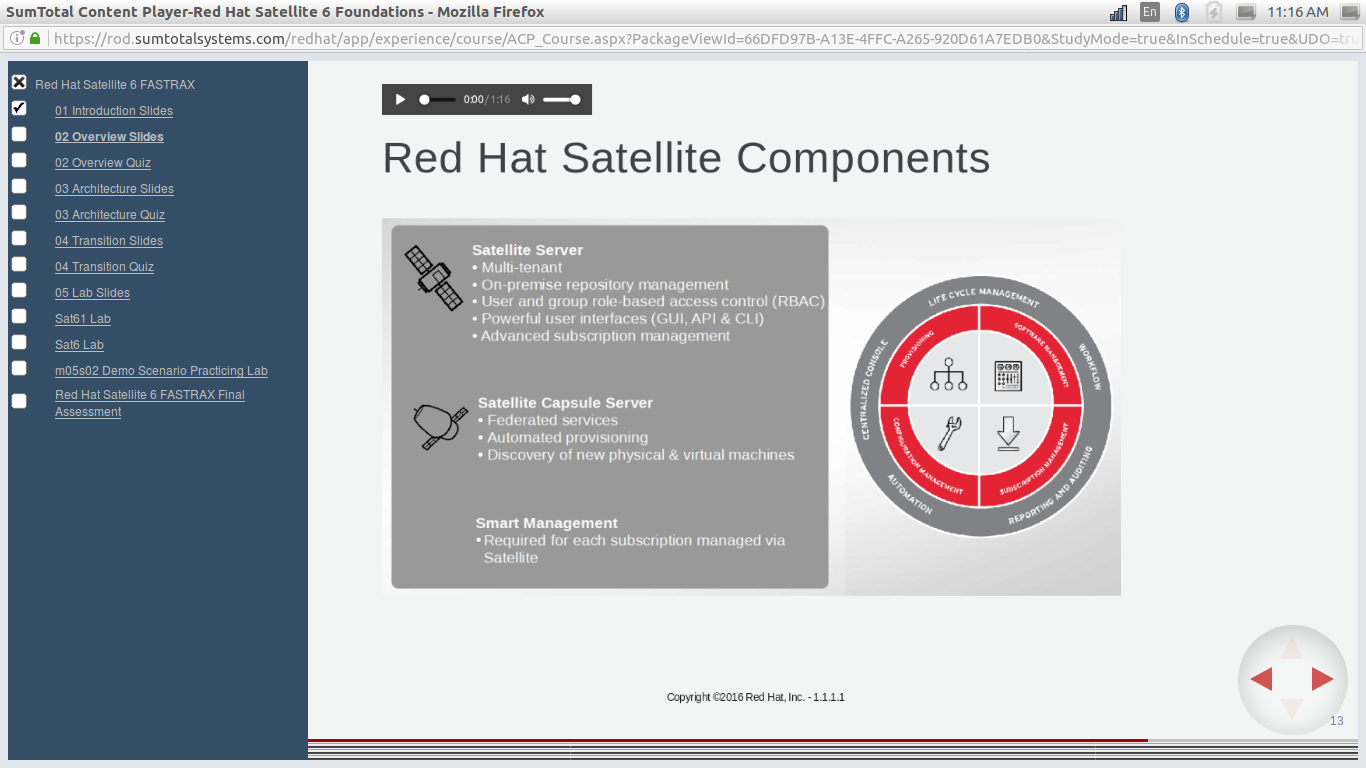 SumTotal Content Player-Red Hat Satellite 6 Foundations - Mozilla Firefox
En
11:16 AM
https://rod.sumtotalsystems.com/redhat/app/experience/course/ACP_Course.aspx?PackageViewId=66DFD97B-A13E-4FFC-A265-920D61A7EDB0&StudyMode=true&InSchedule=true&UDO=tru
Red Hat Satellite 6 FASTRAX
01 Introduction Slides
02 Overview Slides
02 Overview Quiz
03 Architecture Slides
03 Architecture Quiz
04 Transition Slides
04 Transition Quiz
05 Lab Slides
Sat61 Lab
Sat6 Lab
m05s02 Demo Scenario Practicing Lab
Red Hat Satellite 6 FASTRAX Final
Assessment
0:00/1:16
Red Hat Satellite Components
Satellite Server
• Multi-tenant
• On-premise repository management
• User and group role-based access control (RBAC)
• Powerful user interfaces (GUI, API & CLI)
• Advanced subscription management
Satellite Capsule Server
• Federated services
• Automated provisioning
• Discovery of new physical & virtual machines
Smart Management
• Required for each subscription managed via
Satellite
LIFE CYCLE MANAGEMENT
WORKFLOW
REPORTING AND AUDITING
AUTOMATION
CENTRALIZED CONSOLE
PROVISIONING
SOFTWARE MANAGEMENT
SUBSCRIPTION MANAGEMENT
CONFIGURATION MANAGEMENT
Copyright ©2016 Red Hat, Inc. - 1.1.1.1
13